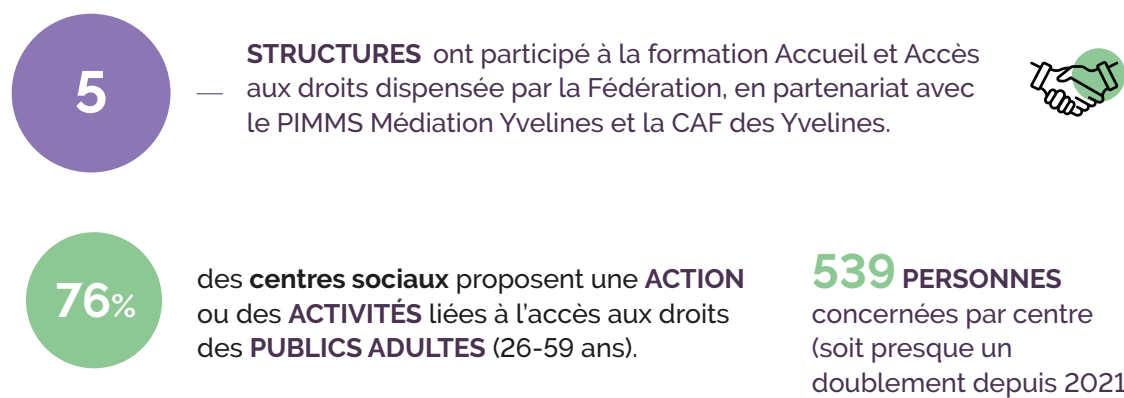 5
STRUCTURES ont participé à la formation Accueil et Accès
— aux droits dispensée par la Fédération, en partenariat avec
le PIMMS Médiation Yvelines et la CAF des Yvelines.
76%
des centres sociaux proposent une ACTION
ou des ACTIVITÉS liées à l’accès aux droits
des PUBLICS ADULTES (26-59 ans).
539 PERSONNES
concernées par centre
(soit presque un
doublement depuis 2021